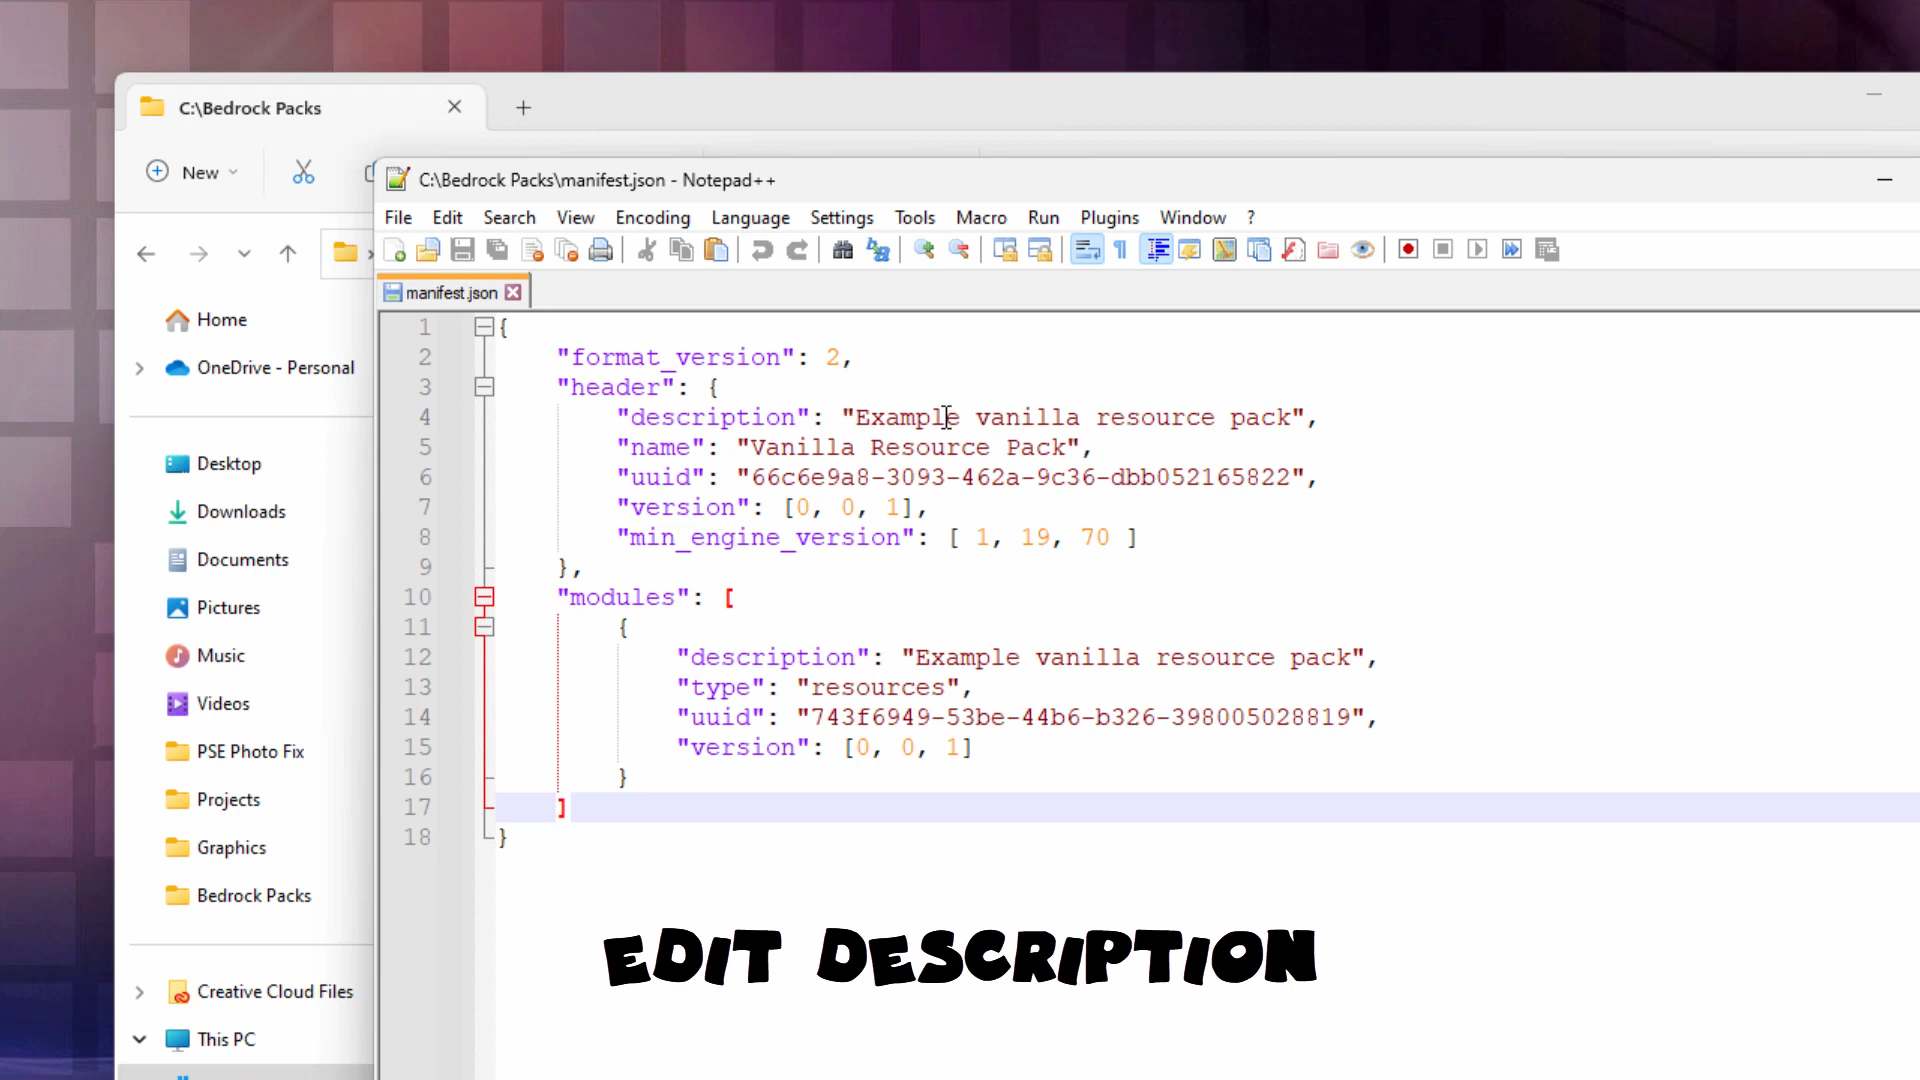 C:\Bedrock Packs
New
C:\Bedrock Packs\manifest.json - Notepad++
File Edit Search View Encoding Language Settings Tools Macro Run Plugins Window ?
manifest.json
Home
OneDrive - Personal
Desktop
Downloads
Documents
Pictures
Music
Videos
PSE Photo Fix
Projects
Graphics
Bedrock Packs
Creative Cloud Files
This PC
1 {
2 "format_version": 2,
3 "header": {
4 "description": "Example vanilla resource pack",
5 "name": "Vanilla Resource Pack",
6 "uuid": "66c6e9a8-3093-462a-9c36-dbb052165822",
7 "version": [0, 0, 1],
8 "min_engine_version": [ 1, 19, 70 ]
9 },
10 "modules": [
11 {
12 "description": "Example vanilla resource pack",
13 "type": "resources",
14 "uuid": "743f6949-53be-44b6-b326-398005028819",
15 "version": [0, 0, 1]
16 }
17 ]
18 }
EDIT DESCRIPTION